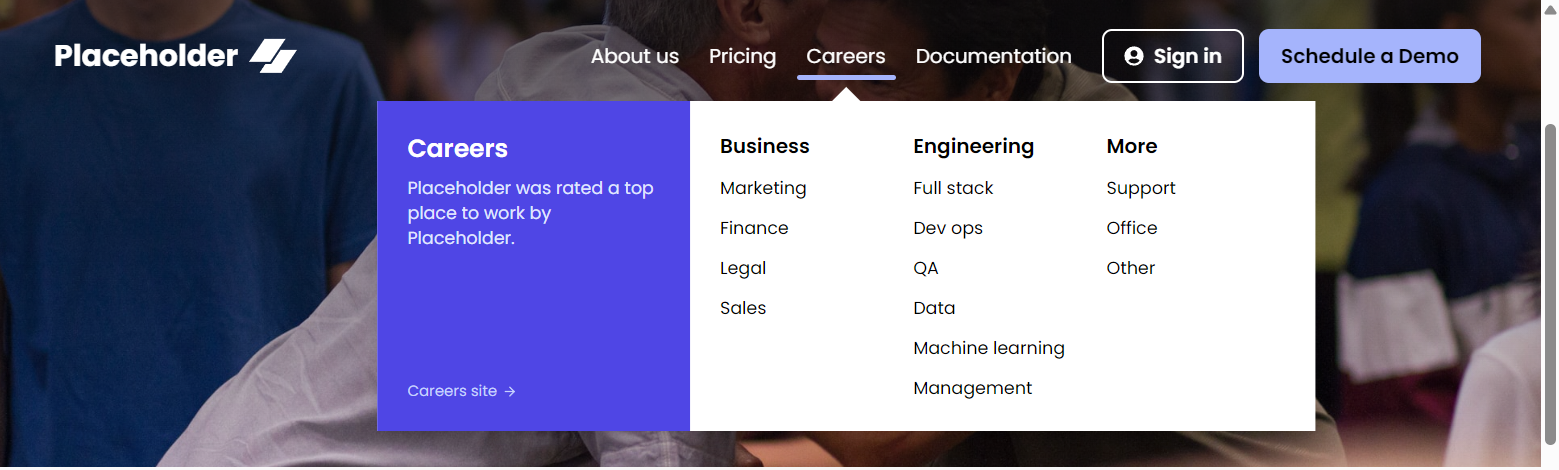 Placeholder
About us
Pricing
Careers
Documentation
Sign in
Schedule a Demo
Careers
Placeholder was rated a top
place to work by
Placeholder.
Careers site →
Business
Marketing
Finance
Legal
Sales
Engineering
Full stack
Dev ops
QA
Data
Machine learning
Management
More
Support
Office
Other